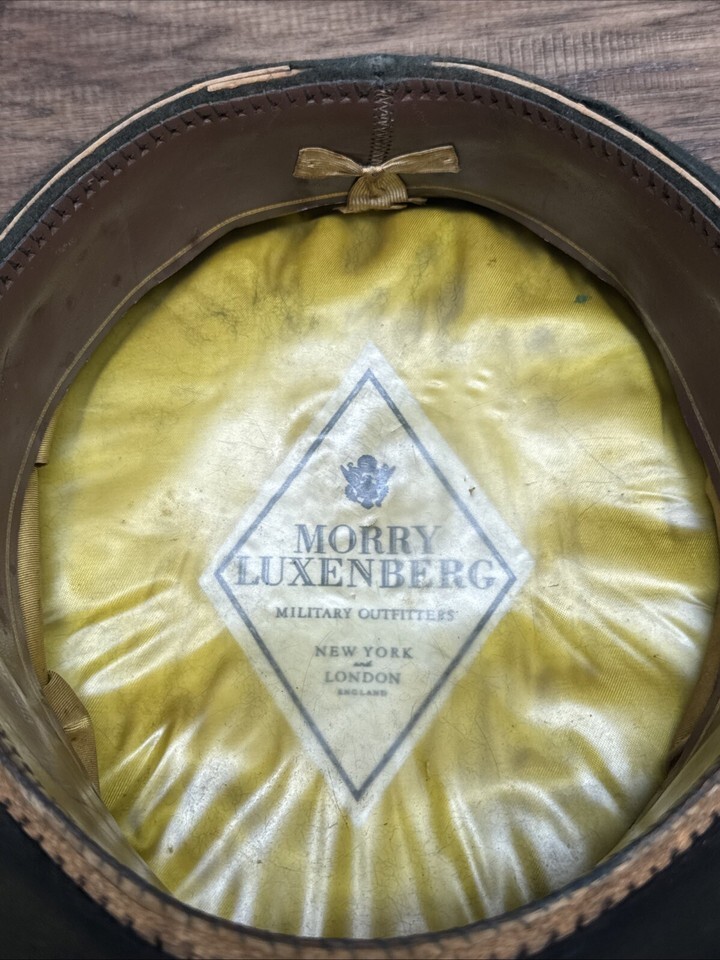 MORRY
LUXENBERG
MILITARY OUTFITTERS
NEW YORK
and
LONDON
ENGLAND